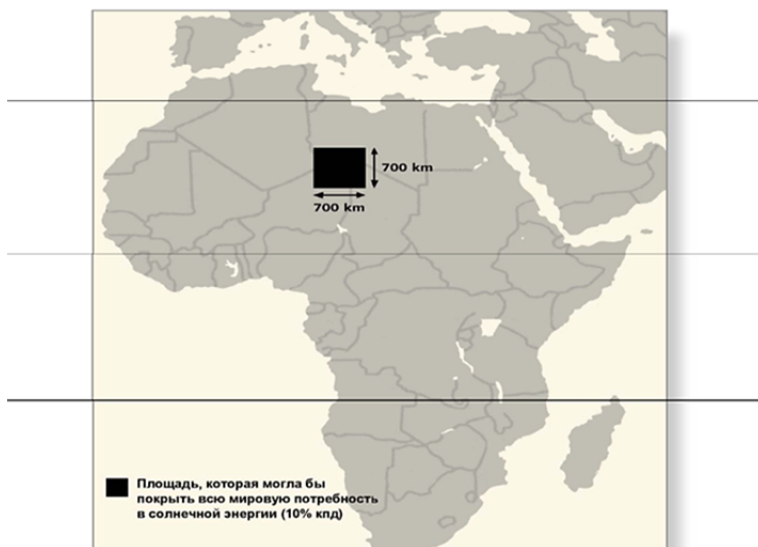 700 km
700 km
Площадь, которая могла бы
покрыть всю мировую потребность
в солнечной энергии (10% кпд)